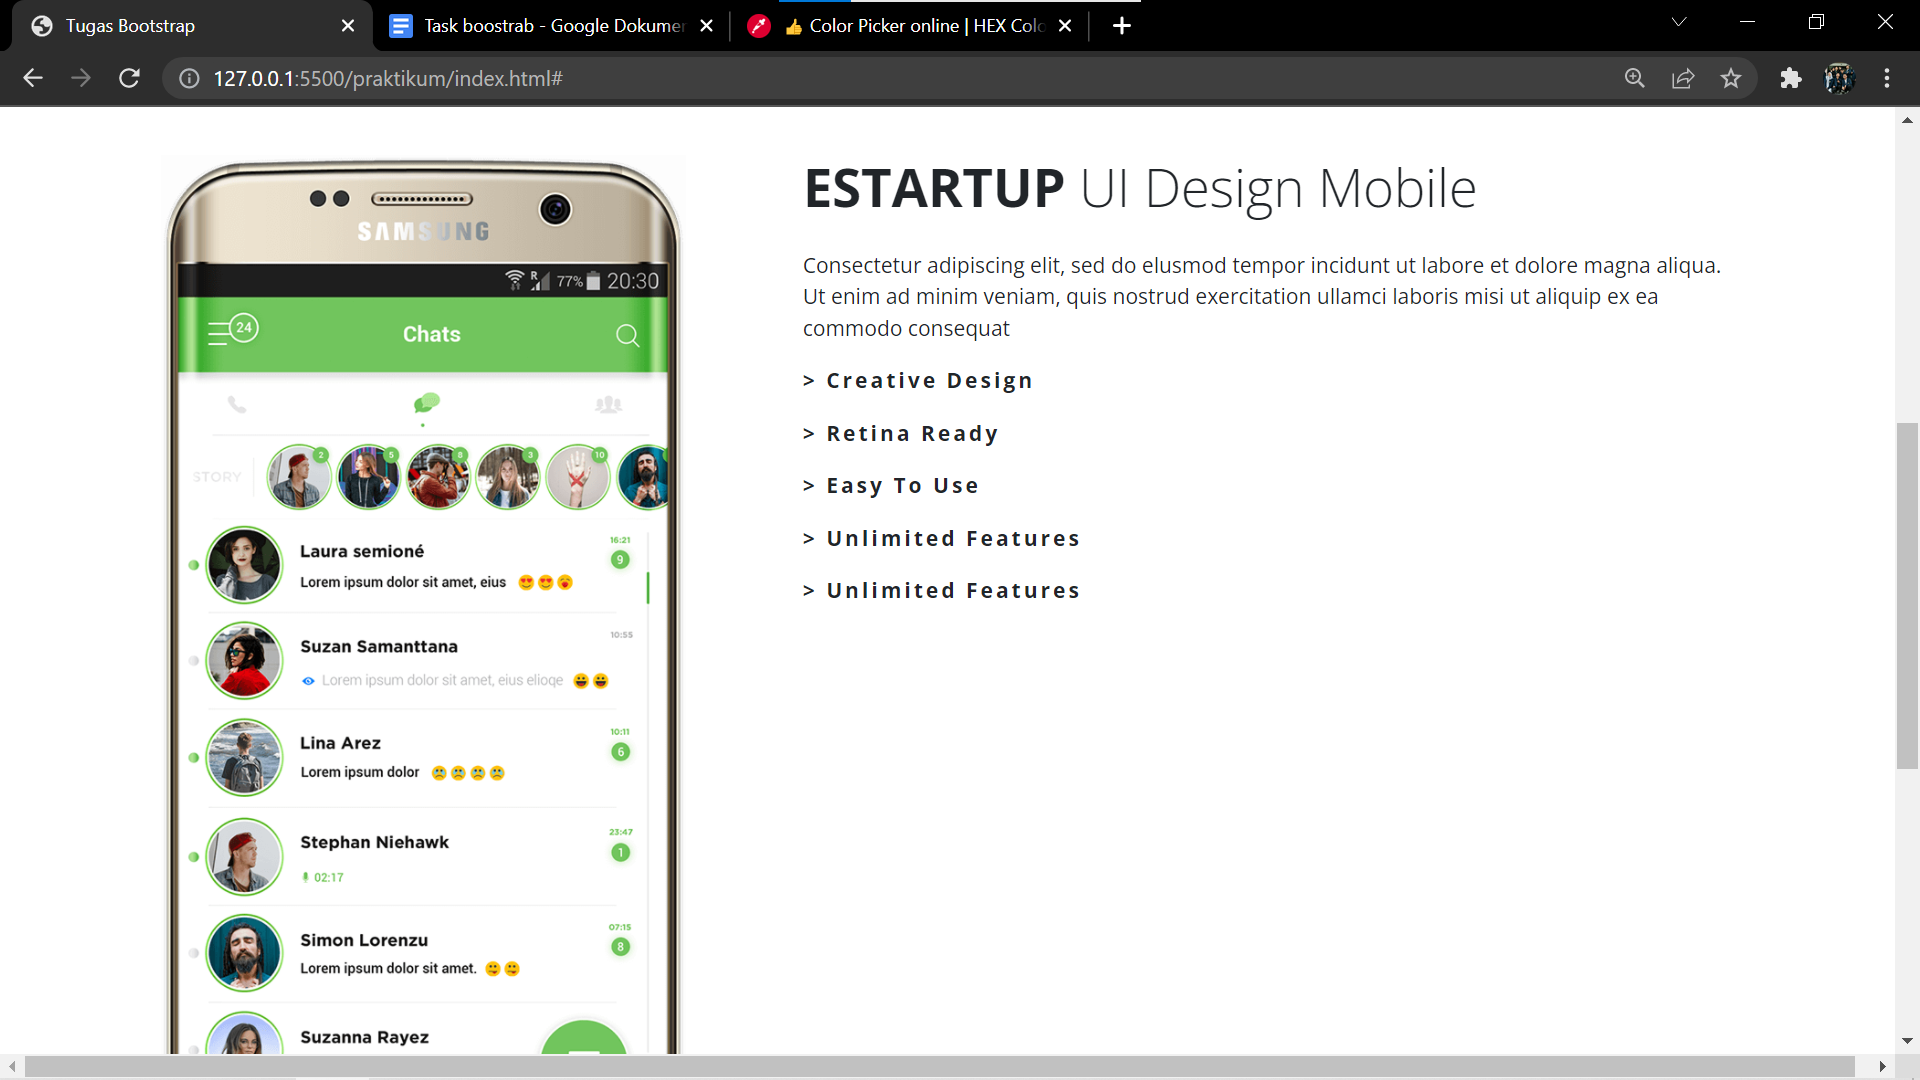 Tugas Bootstrap
Task boostrab - Google Dokumen
👍 Color Picker online | HEX Colo
127.0.0.1:5500/praktikum/index.html#
SAMSUNG
R 77% 20:30
24 Chats
STORY 2 5 8 3 10
Laura semioné 16:21
Lorem ipsum dolor sit amet, eius 😍 😍 😲 9
Suzan Samanttana 10:55
Lorem ipsum dolor sit amet, eius elioqe 😀 😀
Lina Arez 10:11
Lorem ipsum dolor 😢 😢 😢 😢 6
Stephan Niehawk 23:47
02:17 1
Simon Lorenzu 07:15
Lorem ipsum dolor sit amet. 😋 😋 8
Suzanna Rayez
ESTARTUP UI Design Mobile
Consectetur adipiscing elit, sed do elusmod tempor incidunt ut labore et dolore magna aliqua.
Ut enim ad minim veniam, quis nostrud exercitation ullamci laboris misi ut aliquip ex ea
commodo consequat
> Creative Design
> Retina Ready
> Easy To Use
> Unlimited Features
> Unlimited Features